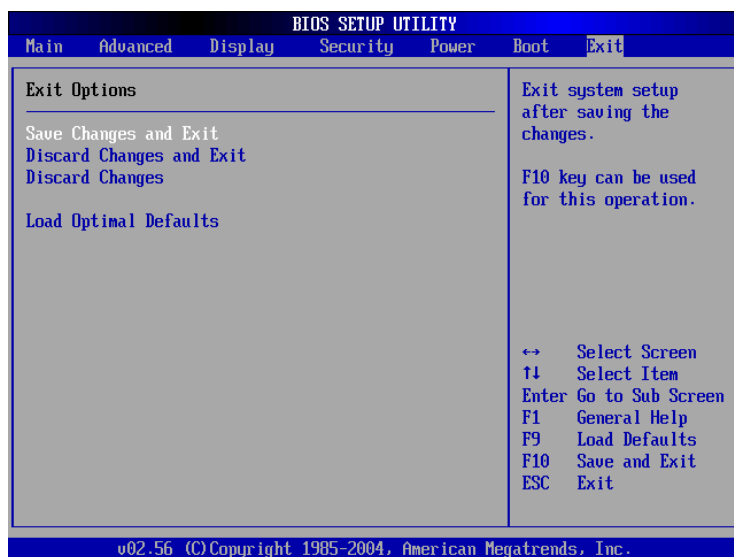 BIOS SETUP UTILITY
Main Advanced Display Security Power Boot Exit
Exit Options
Save Changes and Exit
Discard Changes and Exit
Discard Changes
Load Optimal Defaults
Exit system setup
after saving the
changes.
F10 key can be used
for this operation.
↔ Select Screen
↑↓ Select Item
Enter Go to Sub Screen
F1 General Help
F9 Load Defaults
F10 Save and Exit
ESC Exit
v02.56 (C)Copyright 1985-2004, American Megatrends, Inc.